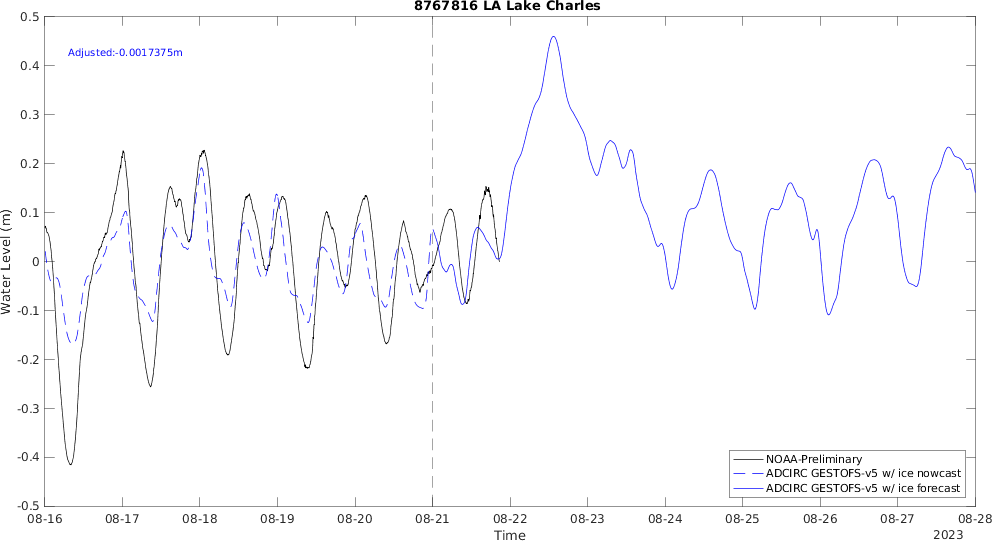 8767816 LA Lake Charles
Adjusted:-0.0017375m
0.5
0.4
0.3
0.2
0.1
0
-0.1
-0.2
-0.3
-0.4
-0.5
Water Level (m)
NOAA-Preliminary
ADCIRC GESTOFS-v5 w/ ice nowcast
ADCIRC GESTOFS-v5 w/ ice forecast
08-16 08-17 08-18 08-19 08-20 08-21 08-22 08-23 08-24 08-25 08-26 08-27 08-28
Time
2023